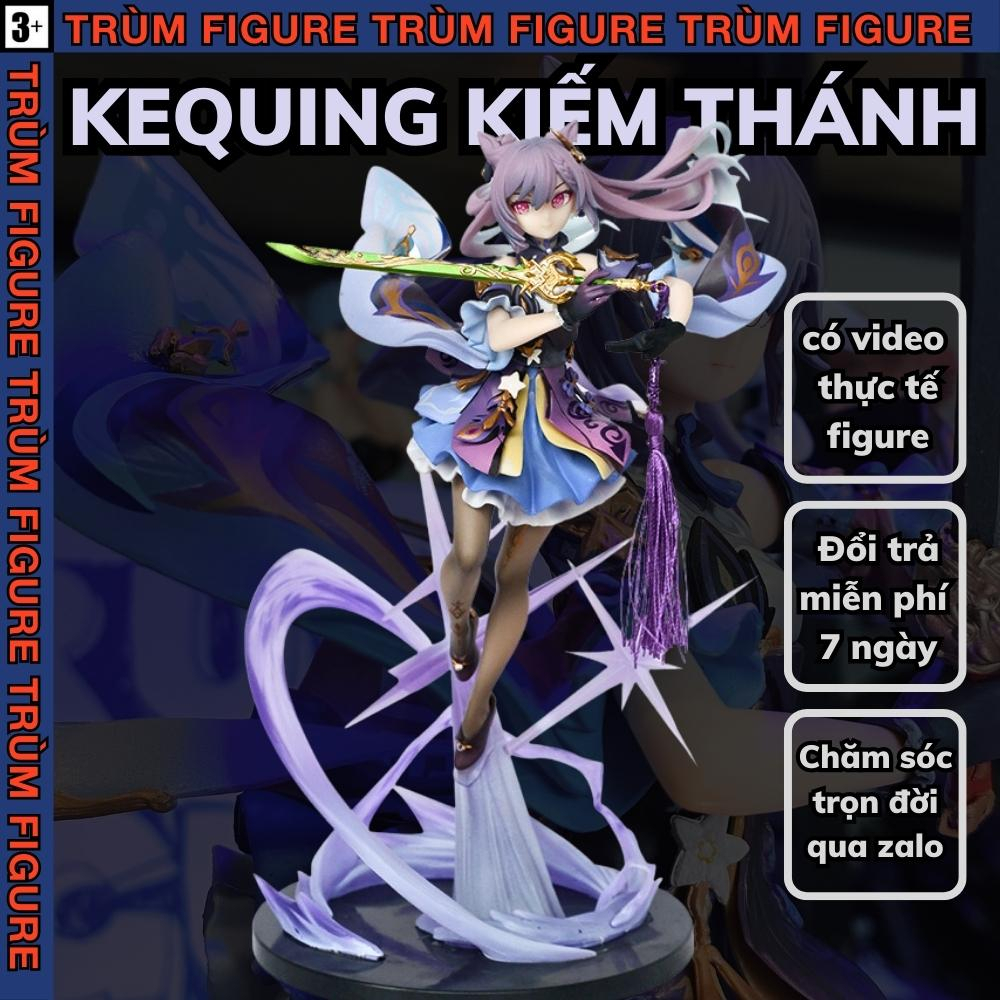 3+
TRÙM FIGURE TRÙM FIGURE TRÙM FIGURE
TRÙM FIGURE TRÙM FIGURE TRÙM FIGURE
KEQUING KIẾM THÁNH
có video
thực tế
figure
Đổi trả
miễn phí
7 ngày
Chăm sóc
trọn đời
qua zalo